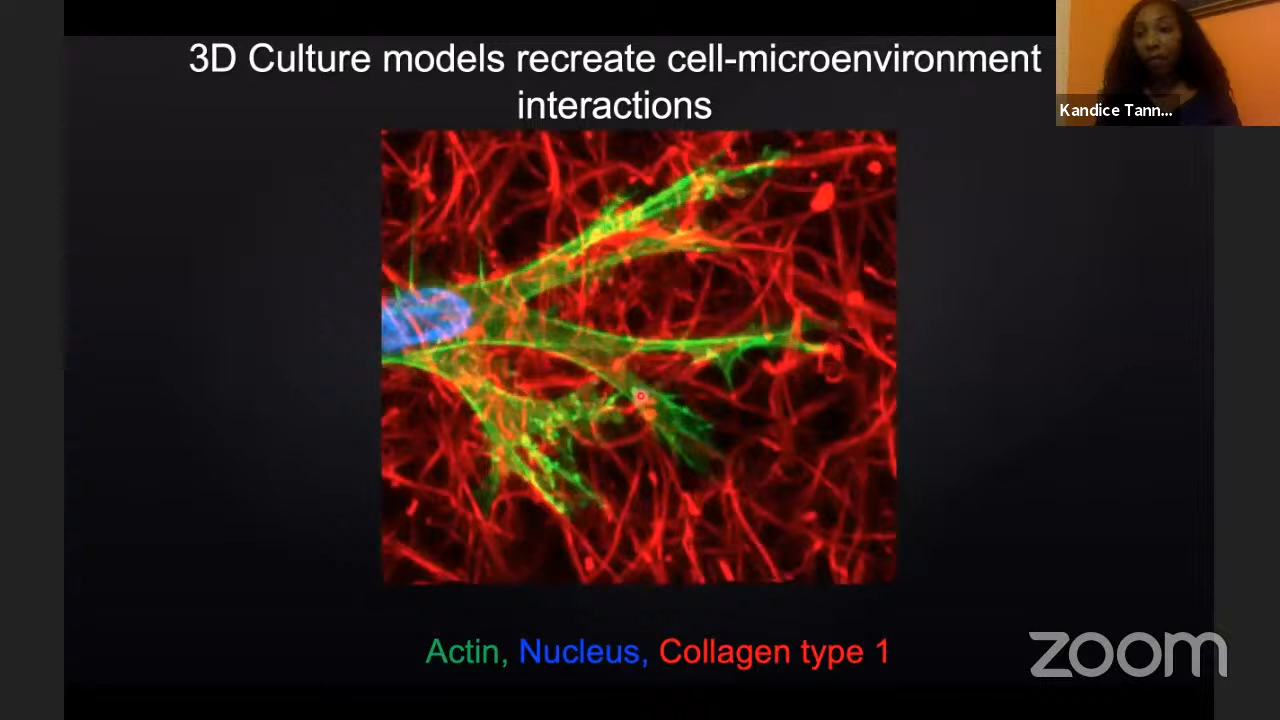 3D Culture models recreate cell-microenvironment
interactions
Kandice Tann...
Actin, Nucleus, Collagen type 1
zoom